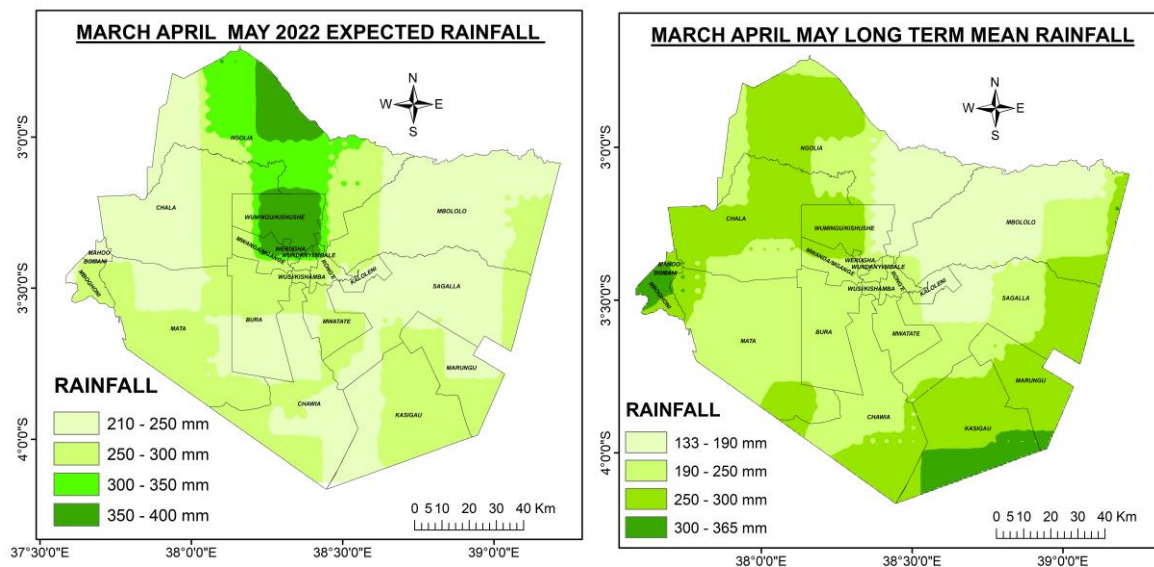 MARCH APRIL MAY 2022 EXPECTED RAINFALL
N
W E
S
3°0'0"S
3°30'0"S
4°0'0"S
NGOLIA
CHALA
WUMINGU/KISHUSHE
MBOLOLO
MWANDA/MGANGE
WERUGHA
WUNDANYI/MBALE
MAHOO
BOMANI
MBOGHONI
WUSI/KISHAMBA
RONG'E
KALOLENI
SAGALLA
MATA
BURA
MWATATE
MARUNGU
CHAWIA
KASIGAU
RAINFALL
210 - 250 mm
250 - 300 mm
300 - 350 mm
350 - 400 mm
0 5 10 20 30 40 Km
37°30'0"E
38°0'0"E
38°30'0"E
39°0'0"E
MARCH APRIL MAY LONG TERM MEAN RAINFALL
N
W E
S
3°0'0"S
3°30'0"S
4°0'0"S
NGOLIA
CHALA
WUMINGU/KISHUSHE
MBOLOLO
MWANDA/MGANGE
WERUGHA
WUNDANYI/MBALE
MAHOO
BOMANI
MBOGHONI
WUSI/KISHAMBA
RONG'E
KALOLENI
SAGALLA
MATA
BURA
MWATATE
MARUNGU
CHAWIA
KASIGAU
RAINFALL
133 - 190 mm
190 - 250 mm
250 - 300 mm
300 - 365 mm
0 5 10 20 30 40 Km
38°0'0"E
38°30'0"E
39°0'0"E